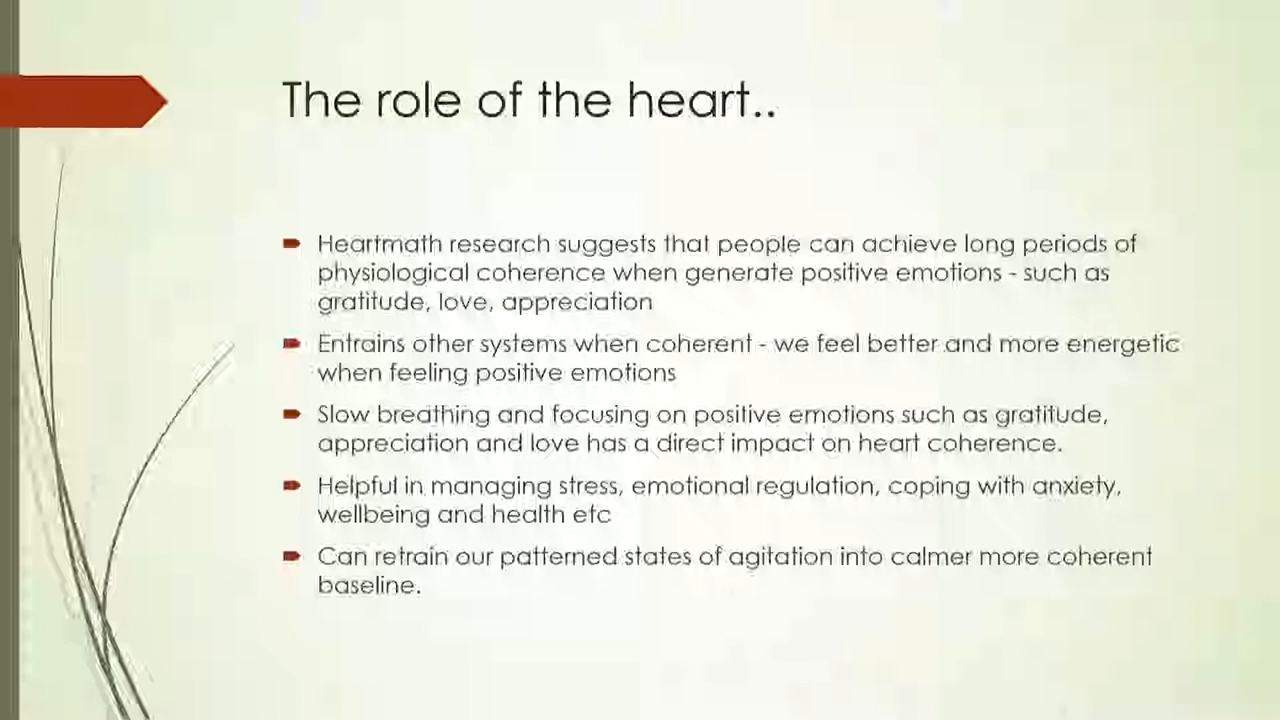 The role of the heart..
Heartmath research suggests that people can achieve long periods of
physiological coherence when generate positive emotions - such as
gratitude, love, appreciation
Entrains other systems when coherent - we feel better and more energetic
when feeling positive emotions
Slow breathing and focusing on positive emotions such as gratitude,
appreciation and love has a direct impact on heart coherence.
Helpful in managing stress, emotional regulation, coping with anxiety,
wellbeing and health etc
Can retrain our patterned states of agitation into calmer more coherent
baseline.